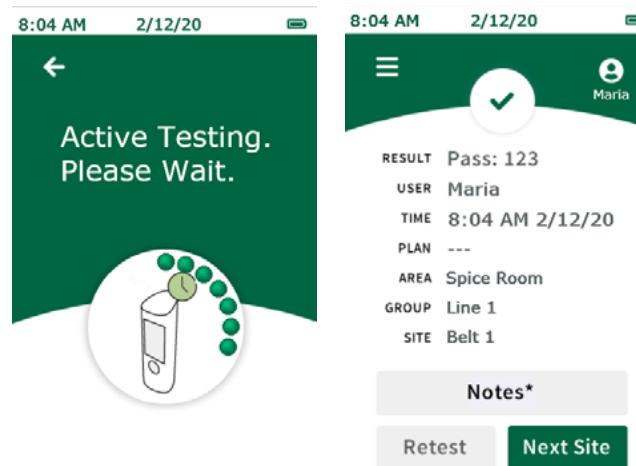 8:04 AM 2/12/20
Active Testing.
Please Wait.
8:04 AM 2/12/20
Maria
RESULT Pass: 123
USER Maria
TIME 8:04 AM 2/12/20
PLAN ---
AREA Spice Room
GROUP Line 1
SITE Belt 1
Notes*
Retest Next Site